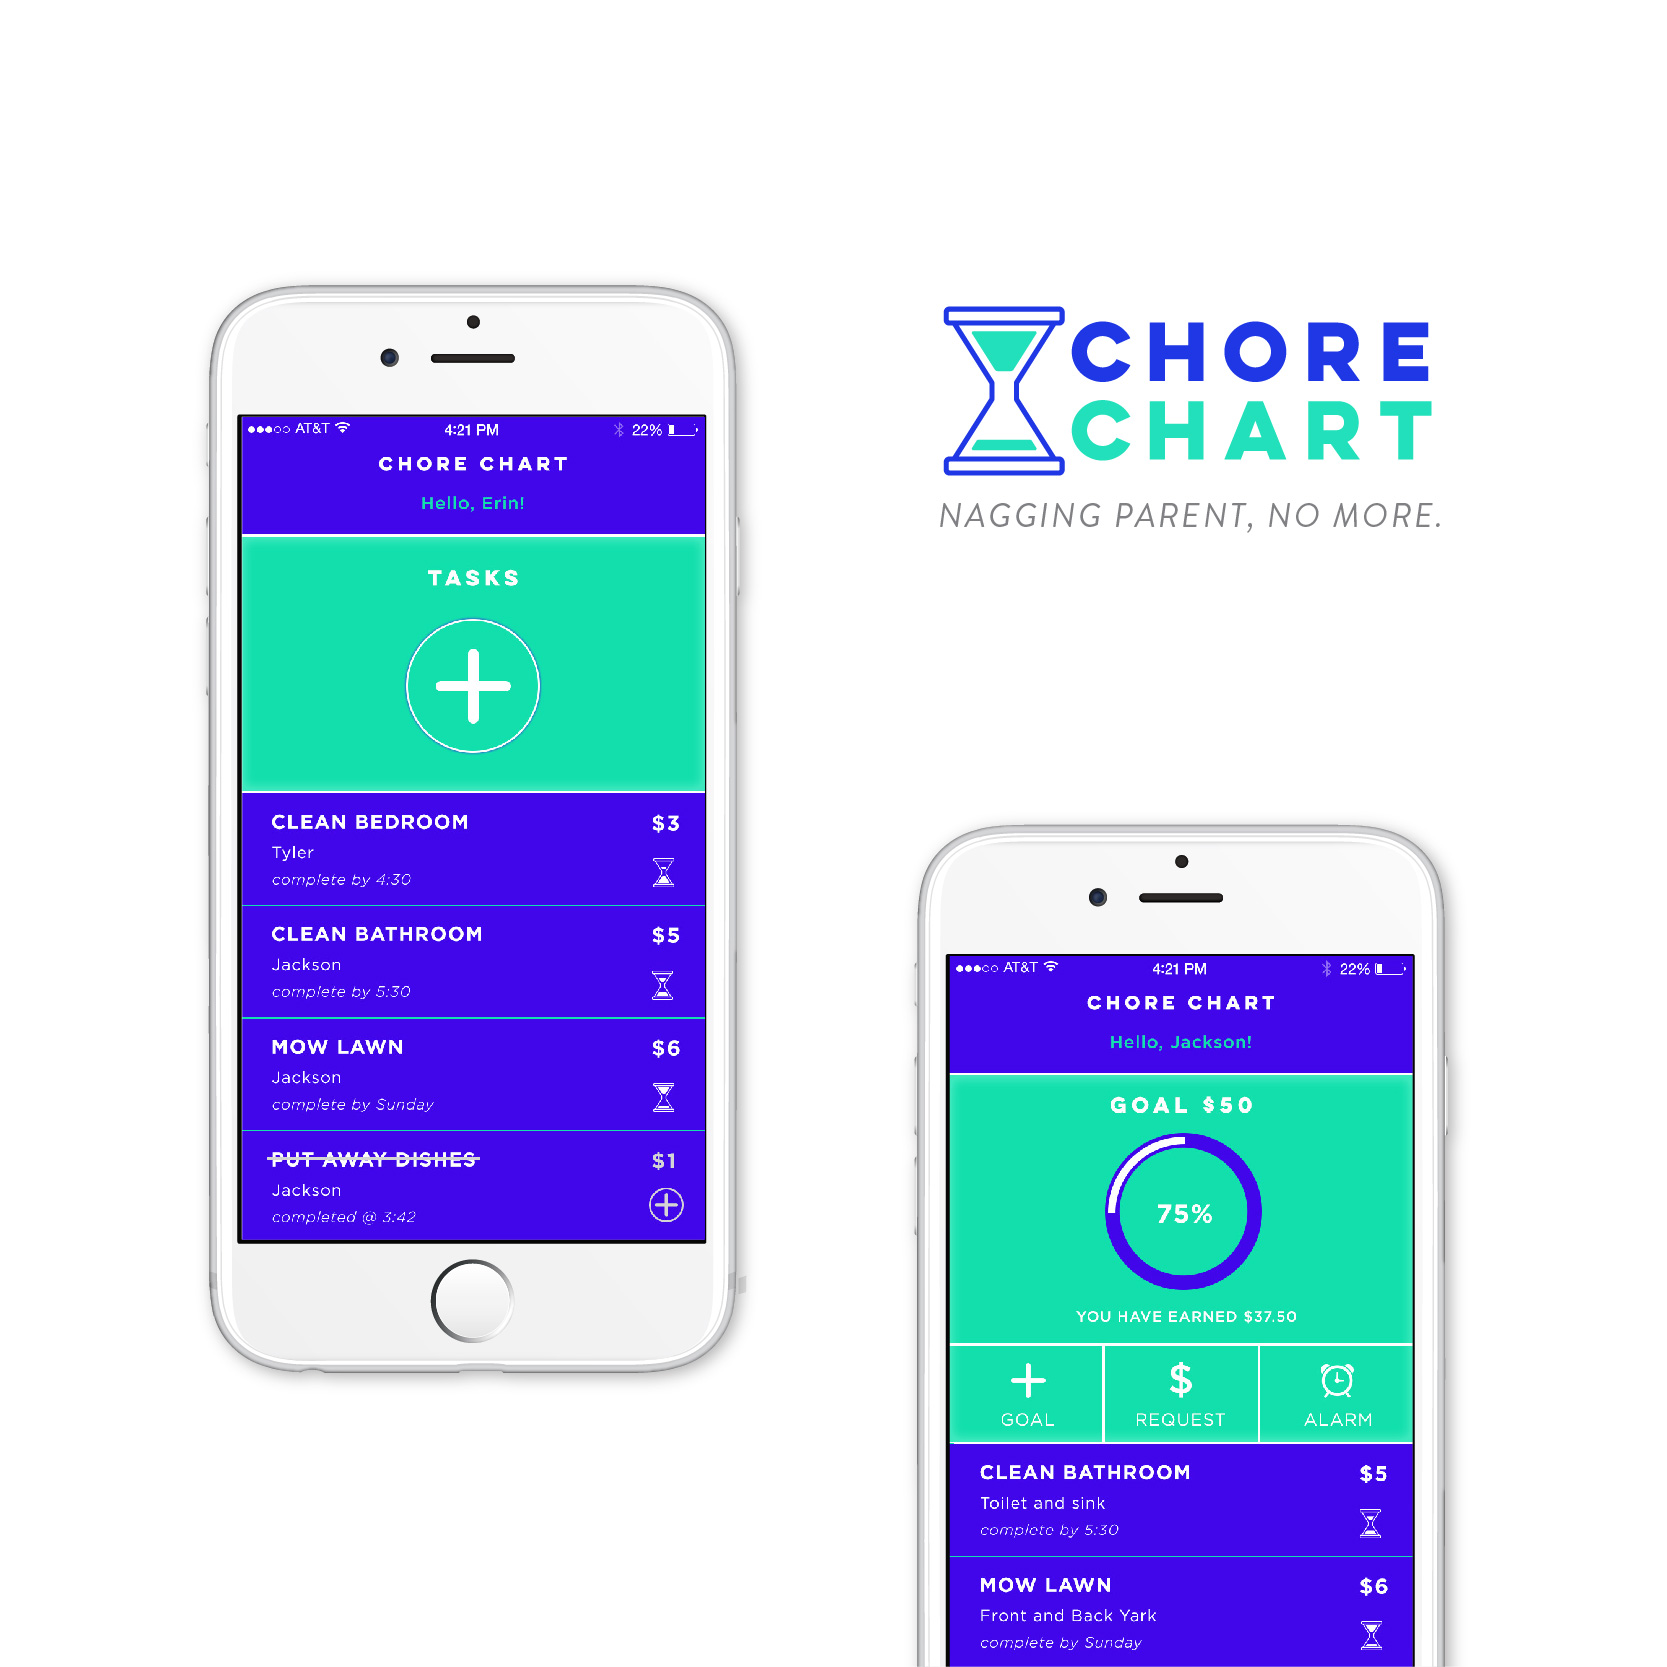 AT&T 4:21 PM 22%
CHORE CHART
Hello, Erin!
TASKS
CLEAN BEDROOM $3
Tyler
complete by 4:30
CLEAN BATHROOM $5
Jackson
complete by 5:30
MOW LAWN $6
Jackson
complete by Sunday
PUT AWAY DISHES $1
Jackson
completed @ 3:42
CHORE
CHART
NAGGING PARENT, NO MORE.
AT&T 4:21 PM 22%
CHORE CHART
Hello, Jackson!
GOAL $50
75%
YOU HAVE EARNED $37.50
$
GOAL REQUEST ALARM
CLEAN BATHROOM $5
Toilet and sink
complete by 5:30
MOW LAWN $6
Front and Back Yark
complete by Sunday